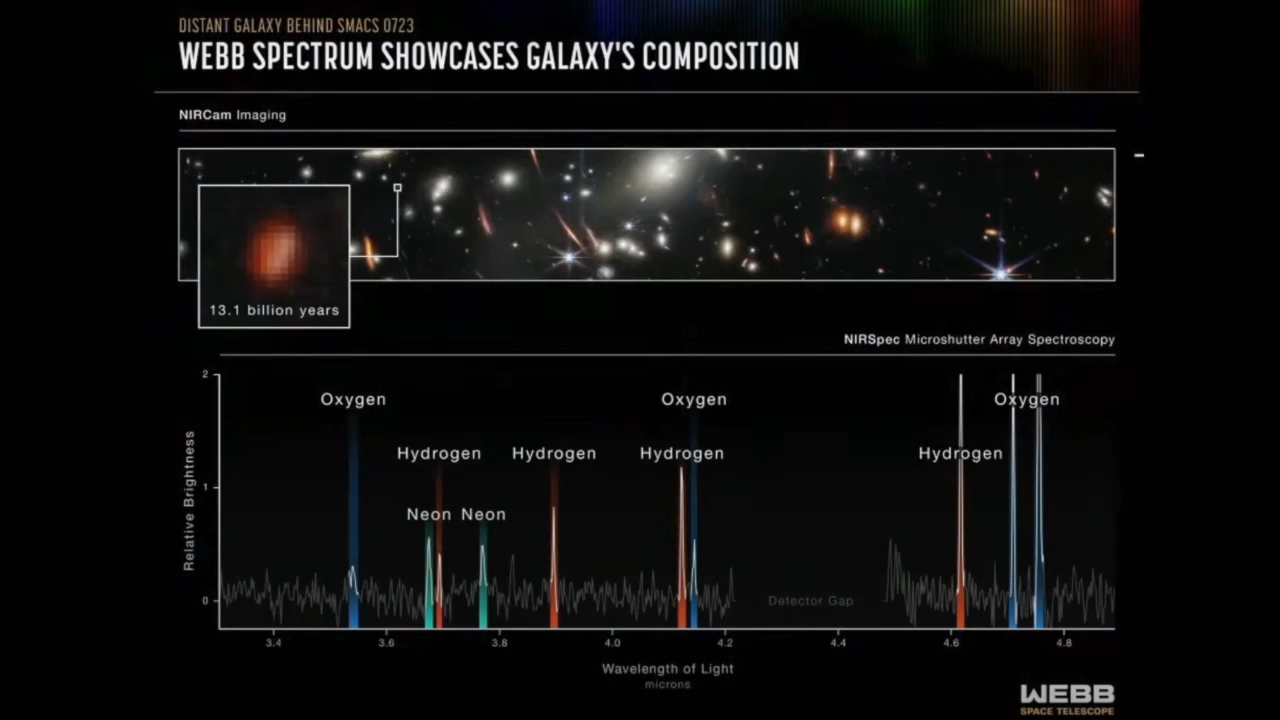 DISTANT GALAXY BEHIND SMACS 0723
WEBB SPECTRUM SHOWCASES GALAXY'S COMPOSITION
NIRCam Imaging
13.1 billion years
NIRSpec Microshutter Array Spectroscopy
2
Oxygen Oxygen Oxygen
Hydrogen Hydrogen Hydrogen Hydrogen
1
Neon Neon
Relative Brightness
0
Detector Gap
3.4 3.6 3.8 4.0 4.2 4.4 4.6 4.8
Wavelength of Light
microns
WEBB
SPACE TELESCOPE